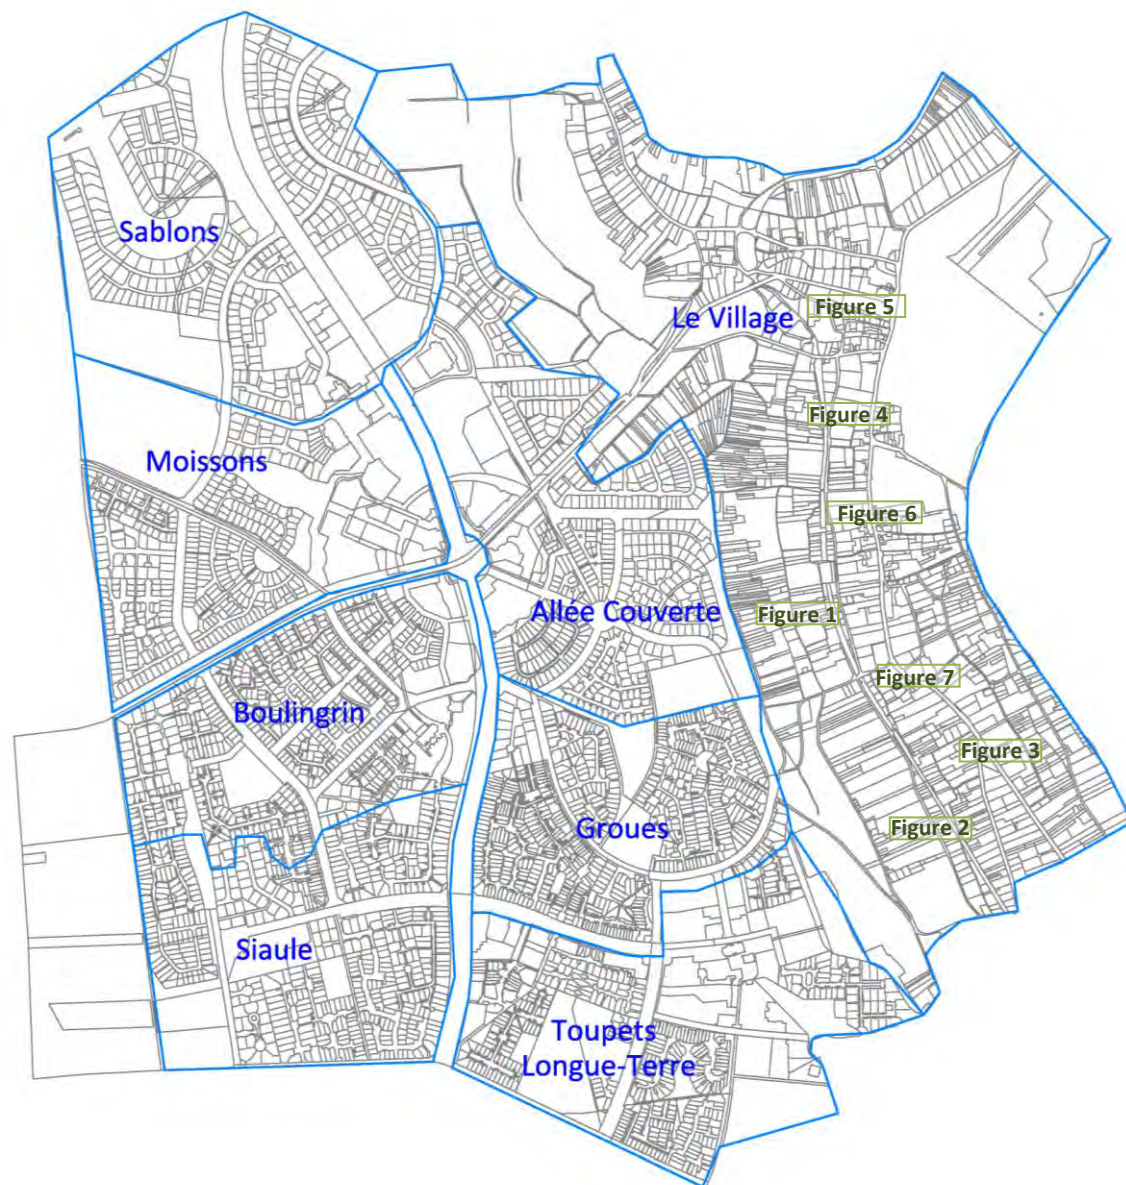 Sablons
Figure 5
Le Village
Figure 4
Moissons
Figure 6
Allée Couverte
Figure 1
Figure 7
Boulingrin
Figure 3
Groues
Figure 2
Siaule
Toupets
Longue-Terre